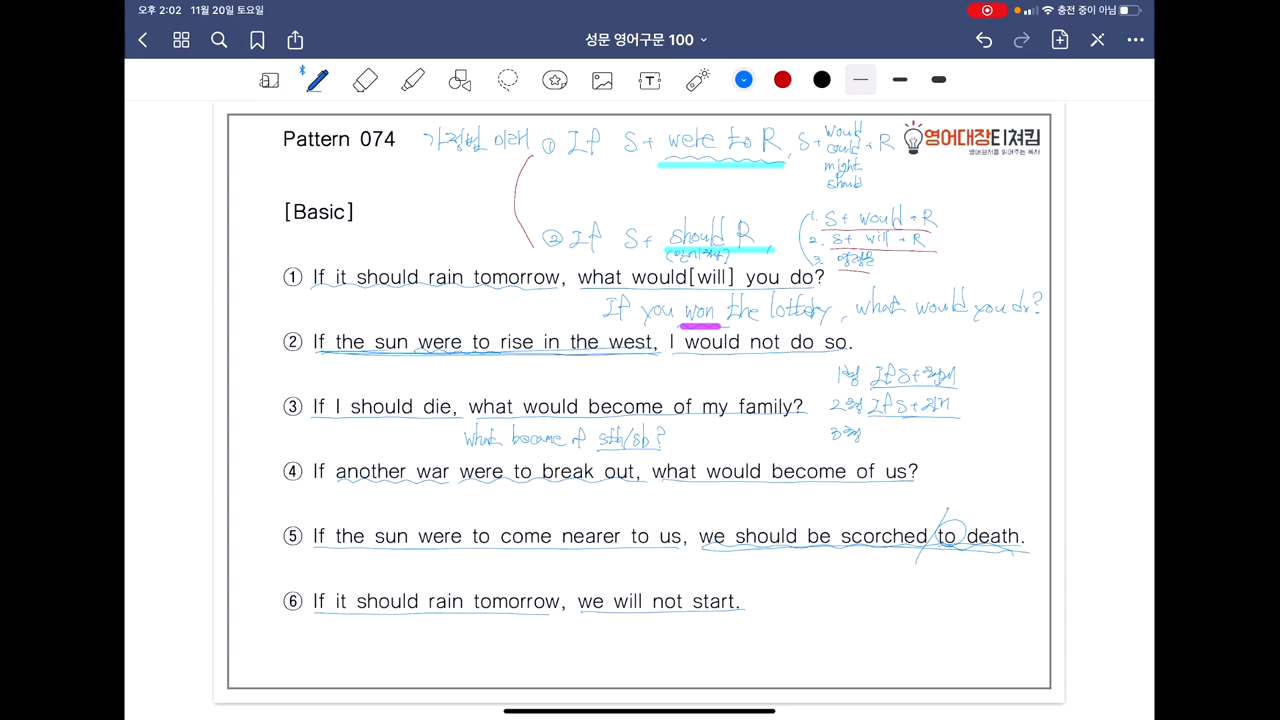 오후 2:02 11월 20일 토요일
충전 중이 아님
성문 영어구문 100
Pattern 074 가정법 미래 ① If S+ were to R, S+ would + R
could
might
should
영어대장티쳐킴
[Basic]
② If S+ should R,
1. S+ would + R
2. S+ will + R
3. 명령문
① If it should rain tomorrow, what would[will] you do?
If you won the lottery, what would you do?
② If the sun were to rise in the west, I would not do so.
1형 If S+현재
③ If I should die, what would become of my family?
2형 If S+과거
what became of sth/sb?
3형
④ If another war were to break out, what would become of us?
⑤ If the sun were to come nearer to us, we should be scorched to death.
⑥ If it should rain tomorrow, we will not start.